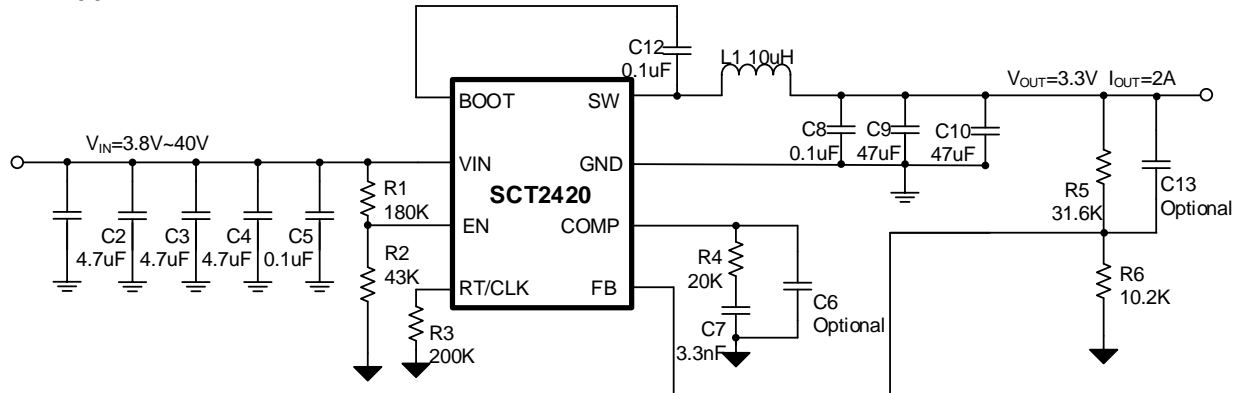 C12
0.1uF
L1 10uH
VOUT=3.3V IOUT=2A
BOOT
SW
C8
0.1uF
C9
47uF
C10
47uF
VIN=3.8V~40V
VIN
GND
SCT2420
R1
180K
R5
31.6K
C13
Optional
C2
4.7uF
C3
4.7uF
C4
4.7uF
C5
0.1uF
EN
COMP
R2
43K
R4
20K
RT/CLK
FB
C6
Optional
R6
10.2K
R3
200K
C7
3.3nF